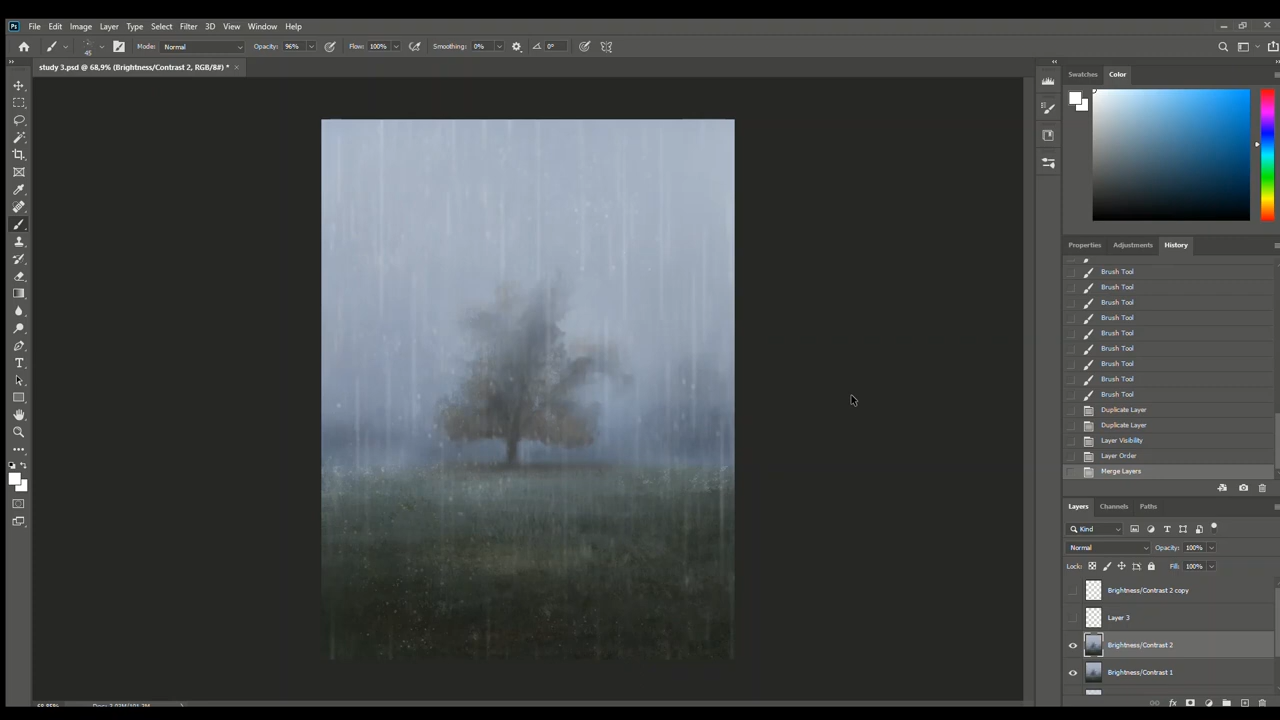 Ps File Edit Image Layer Type Select Filter 3D View Window Help
45 Mode: Normal Opacity: 96% Flow: 100% Smoothing: 0% 0°
study 3.psd @ 68,9% (Brightness/Contrast 2, RGB/8#) * ×
Swatches Color
Properties Adjustments History
Brush Tool
Brush Tool
Brush Tool
Brush Tool
Brush Tool
Brush Tool
Brush Tool
Brush Tool
Brush Tool
Duplicate Layer
Duplicate Layer
Layer Visibility
Layer Order
Merge Layers
Layers Channels Paths
Kind
Normal Opacity: 100%
Lock: Fill: 100%
Brightness/Contrast 2 copy
Layer 3
Brightness/Contrast 2
Brightness/Contrast 1
fx